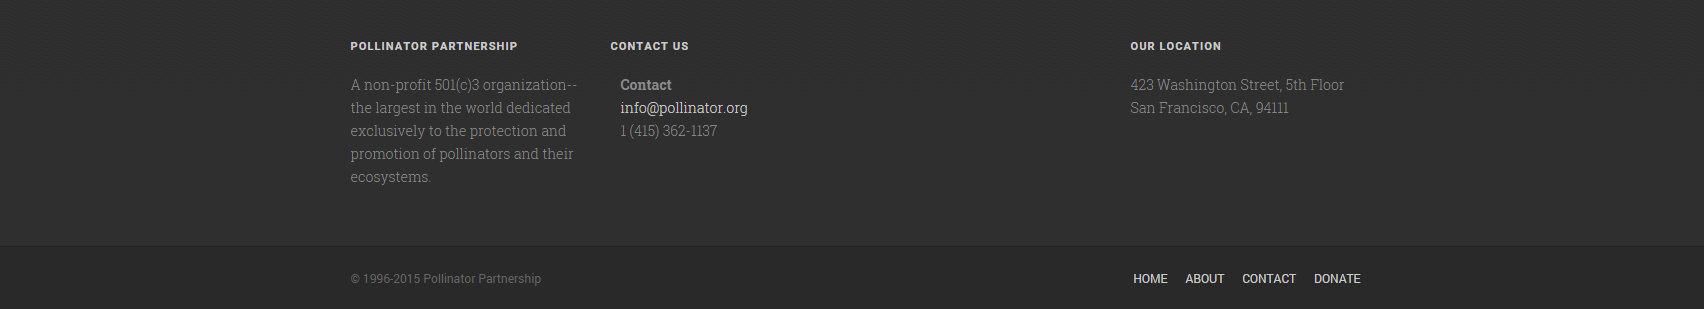 POLLINATOR PARTNERSHIP
A non-profit 501(c)3 organization--
the largest in the world dedicated
exclusively to the protection and
promotion of pollinators and their
ecosystems.
CONTACT US
Contact
info@pollinator.org
1 (415) 362-1137
OUR LOCATION
423 Washington Street, 5th Floor
San Francisco, CA, 94111
© 1996-2015 Pollinator Partnership
HOME ABOUT CONTACT DONATE